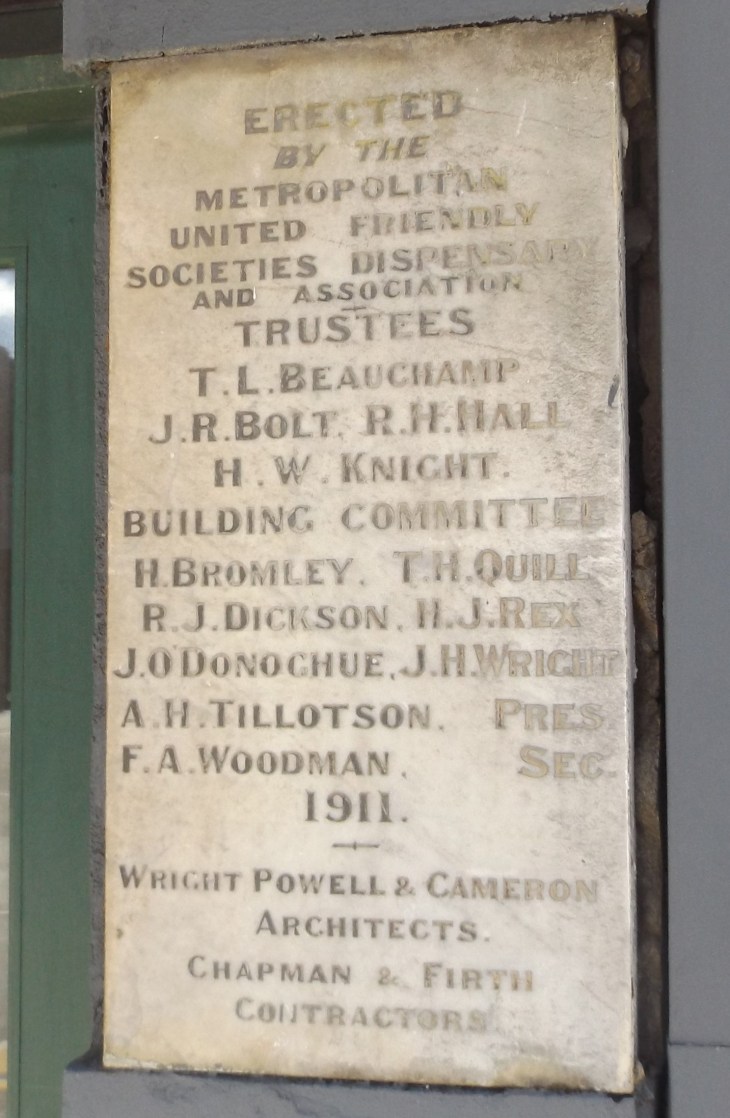 ERECTED
BY THE
METROPOLITAN
UNITED FRIENDLY
SOCIETIES DISPENSARY
AND ASSOCIATION
TRUSTEES
T.L.BEAUCHAMP
J.R.BOLT. R.H.HALL
H.W.KNIGHT.
BUILDING COMMITTEE
H.BROMLEY. T.H.QUILL
R.J.DICKSON. H.J.REX
J.O'DONOGHUE. J.H.WRIGHT
A.H.TILLOTSON. PRES.
F.A.WOODMAN. SEC.
1911.
WRIGHT POWELL & CAMERON
ARCHITECTS.
CHAPMAN & FIRTH
CONTRACTORS